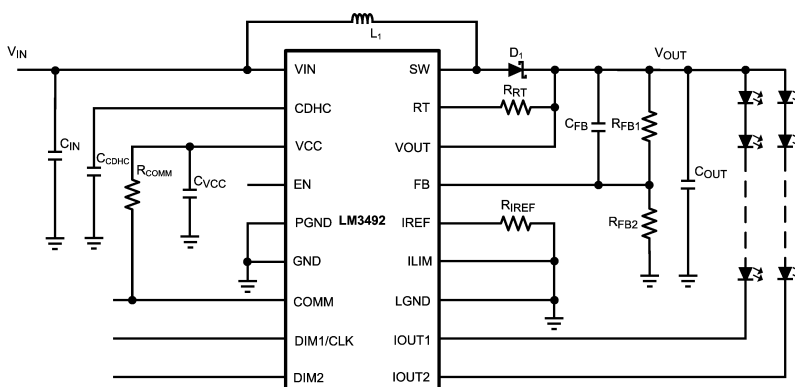 L1
VIN
D1
VOUT
VIN
SW
RRT
CDHC
RT
CIN
CCDHC
RCOMM
VCC
VOUT
CFB
RFB1
CVCC
EN
FB
COUT
RIREF
PGND
LM3492
IREF
RFB2
GND
ILIM
COMM
LGND
DIM1/CLK
IOUT1
DIM2
IOUT2